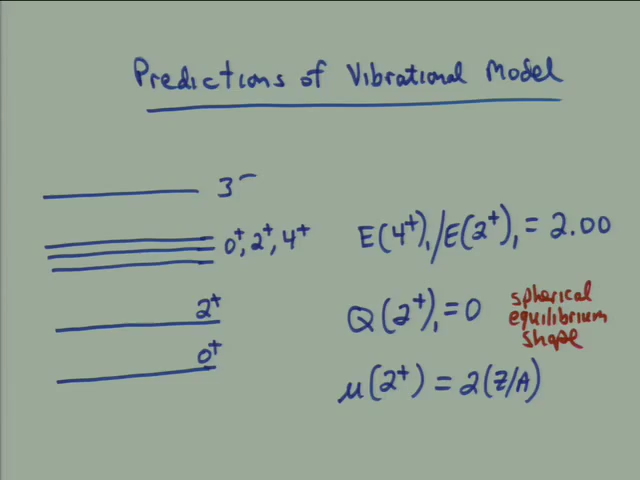 Predictions of Vibrational Model
3⁻
0⁺, 2⁺, 4⁺
2⁺
0⁺
E(4⁺)₁/E(2⁺)₁ = 2.00
Q(2⁺)₁ = 0
spherical
equilibrium
shape
μ(2⁺) = 2(Z/A)